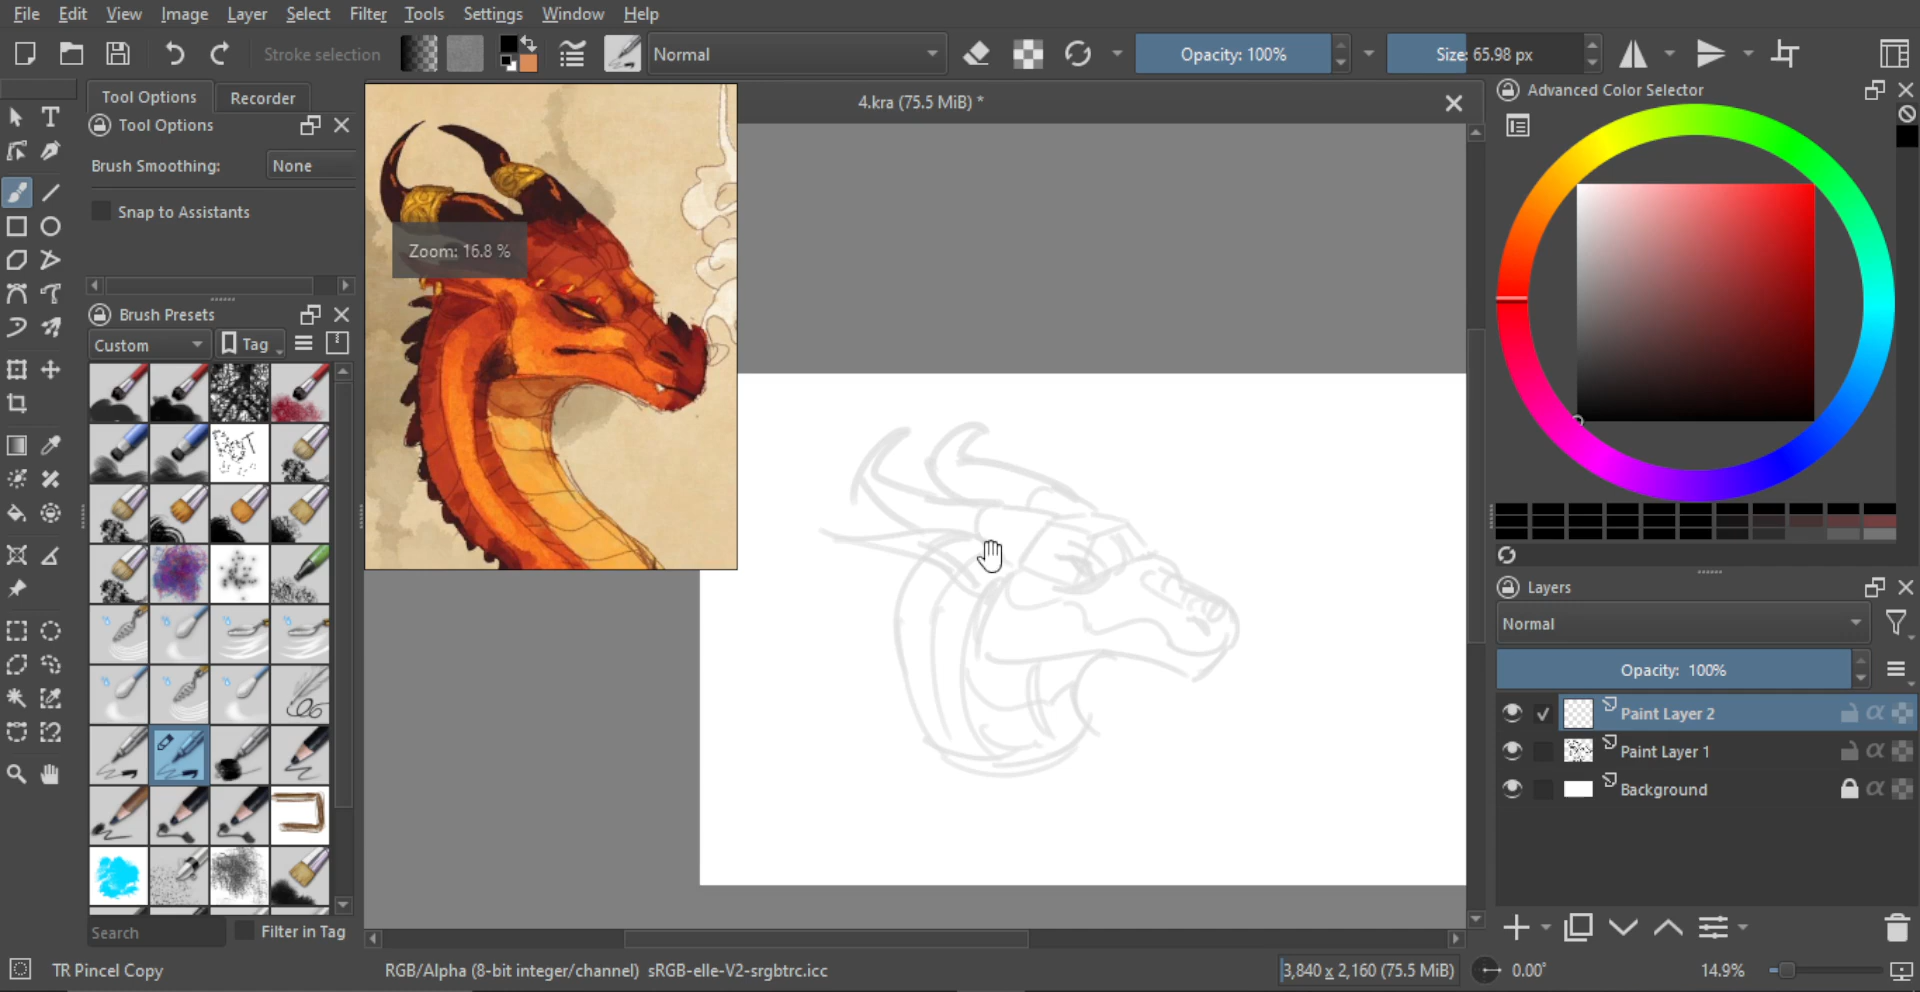 File Edit View Image Layer Select Filter Tools Settings Window Help
Stroke selection Normal Opacity: 100% Size: 65.98 px
Tool Options Recorder
Tool Options
Brush Smoothing: None
Snap to Assistants
Brush Presets
Custom Tag
Search Filter in Tag
4.kra (75.5 MiB) *
Zoom: 16.8 %
Advanced Color Selector
Layers
Normal
Opacity: 100%
Paint Layer 2
Paint Layer 1
Background
TR Pincel Copy RGB/Alpha (8-bit integer/channel) sRGB-elle-V2-srgbtrc.icc 3,840 x 2,160 (75.5 MiB) 0.00° 14.9%